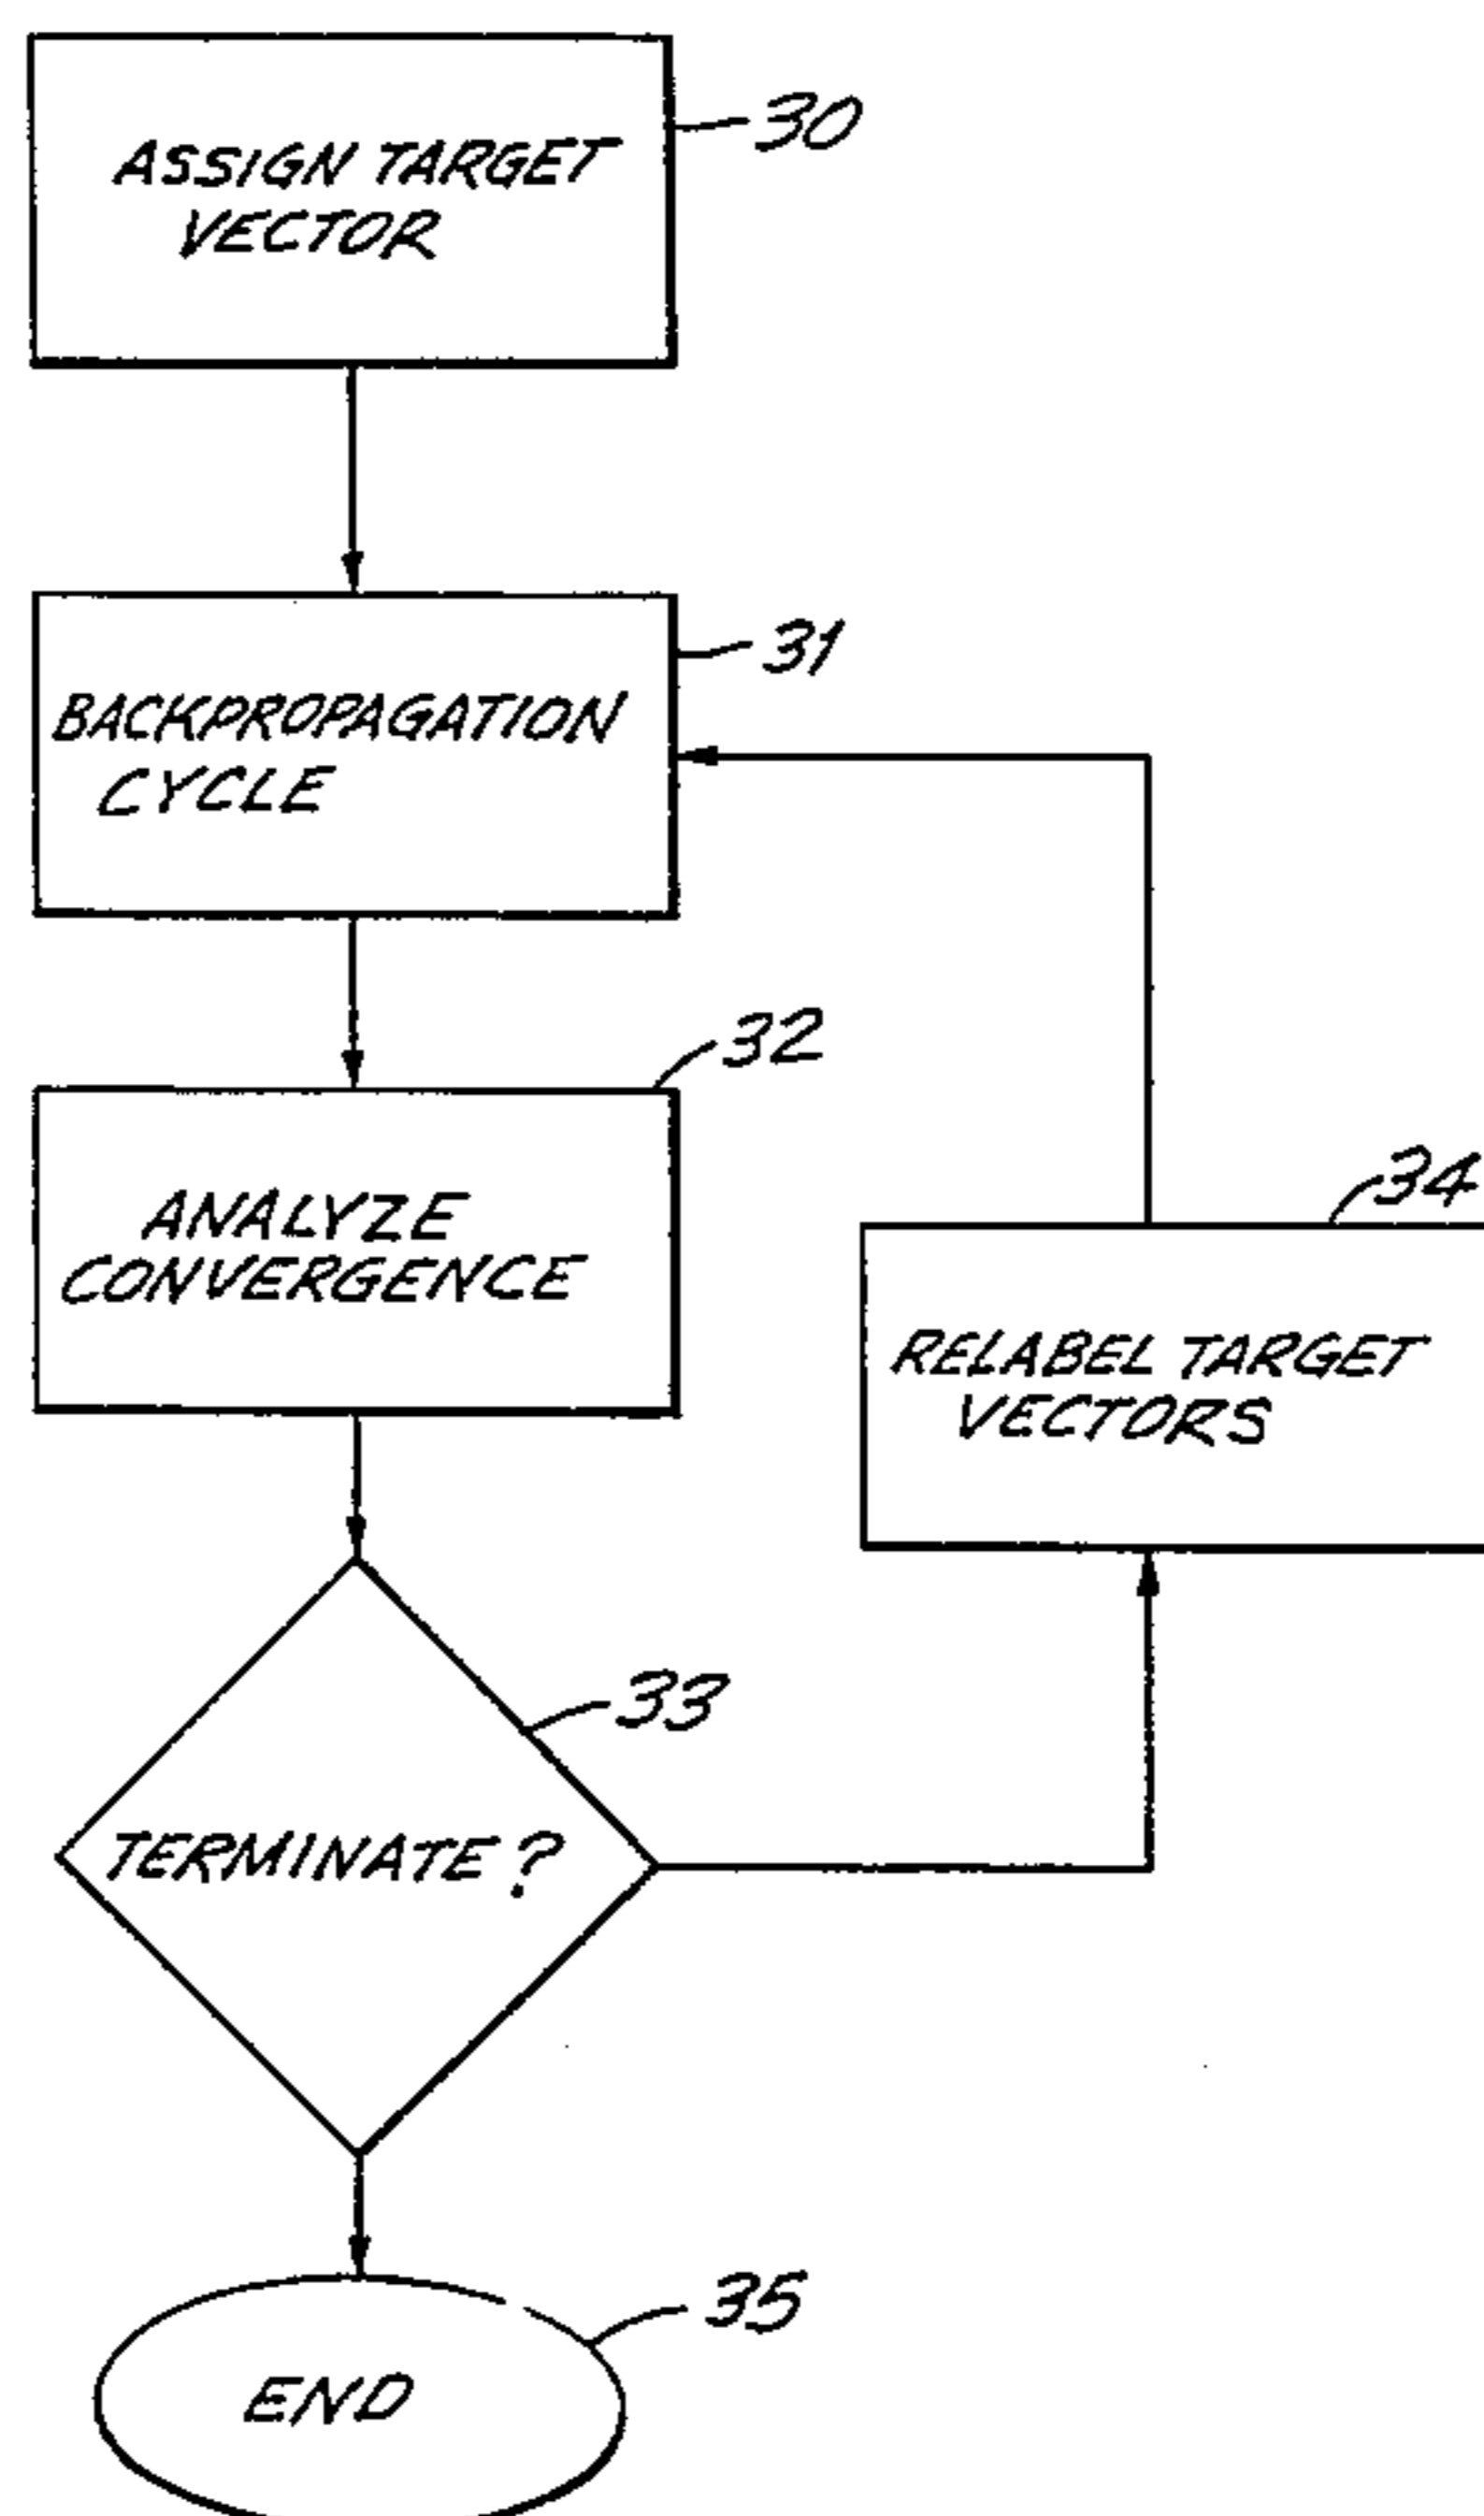 ASSIGN TARGET
VECTOR
30
BACKPROPAGATION
CYCLE
31
ANALYZE
CONVERGENCE
32
TERMINATE ?
33
RELABEL TARGET
VECTORS
34
END
35